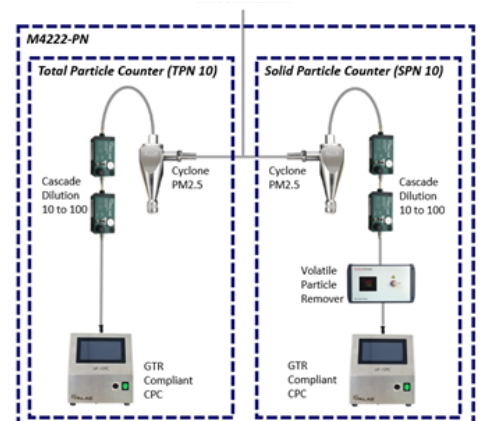 M4222-PN
Total Particle Counter (TPN 10)
Cyclone
PM2.5
Cascade
Dilution
10 to 100
GTR
Compliant
CPC
Solid Particle Counter (SPN 10)
Cyclone
PM2.5
Cascade
Dilution
10 to 100
Volatile
Particle
Remover
GTR
Compliant
CPC